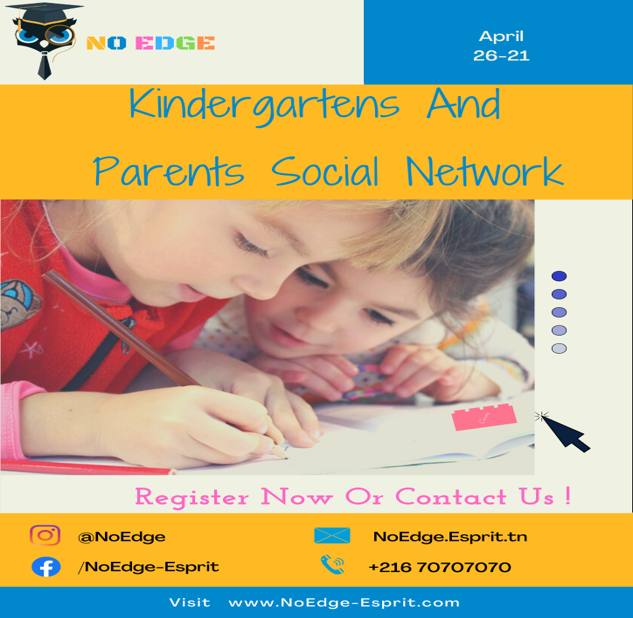 NO EDGE
April
26-21
Kindergartens And
Parents Social Network
Register Now Or Contact Us !
@NoEdge
NoEdge.Esprit.tn
/NoEdge-Esprit
+216 70707070
Visit www.NoEdge-Esprit.com